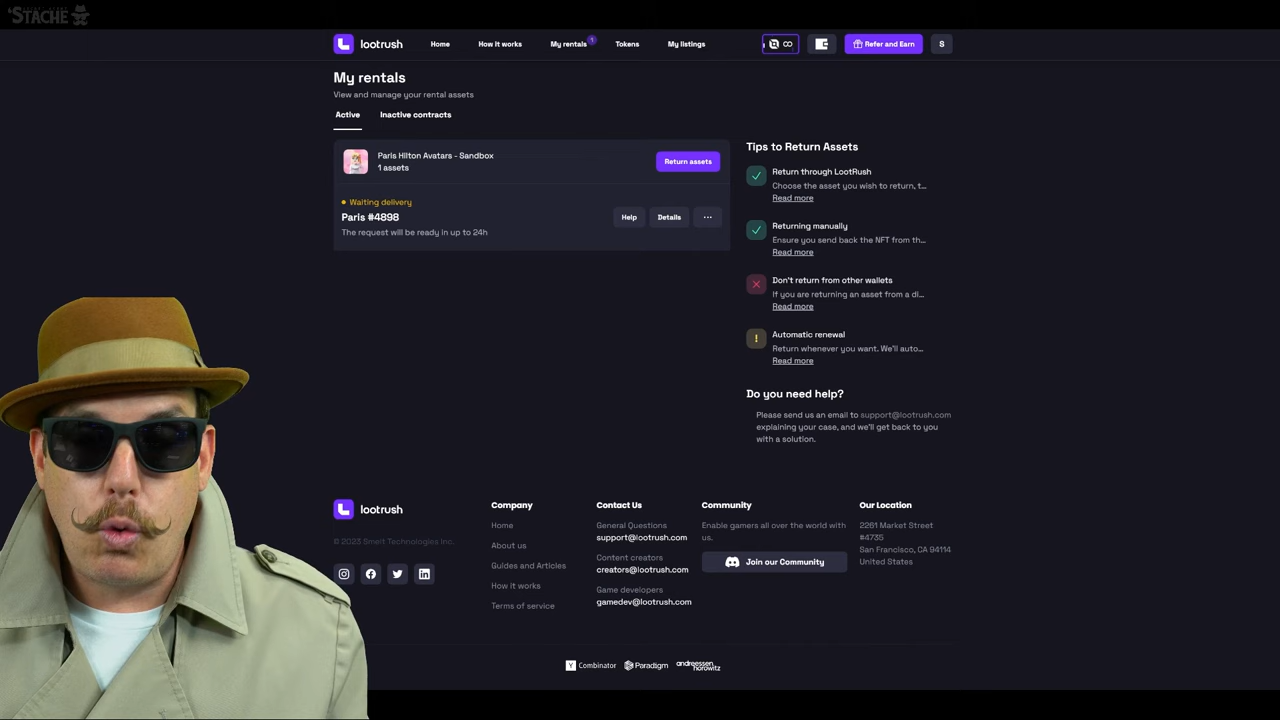 'STACHE
lootrush
Home
How it works
My rentals
1
Tokens
My listings
Refer and Earn
S
My rentals
View and manage your rental assets
Active
Inactive contracts
Paris Hilton Avatars - Sandbox
1 assets
Return assets
Waiting delivery
Paris #4898
The request will be ready in up to 24h
Help
Details
...
Tips to Return Assets
Return through LootRush
Choose the asset you wish to return, t...
Read more
Returning manually
Ensure you send back the NFT from th...
Read more
Don't return from other wallets
If you are returning an asset from a di...
Read more
Automatic renewal
Return whenever you want. We'll auto...
Read more
Do you need help?
Please send us an email to support@lootrush.com
explaining your case, and we'll get back to you
with a solution.
lootrush
© 2023 Smelt Technologies Inc.
Company
Home
About us
Guides and Articles
How it works
Terms of service
Contact Us
General Questions
support@lootrush.com
Content creators
creators@lootrush.com
Game developers
gamedev@lootrush.com
Community
Enable gamers all over the world with
us.
Join our Community
Our Location
2261 Market Street
#4735
San Francisco, CA 94114
United States
Y Combinator
Paradigm
andreessen
horowitz